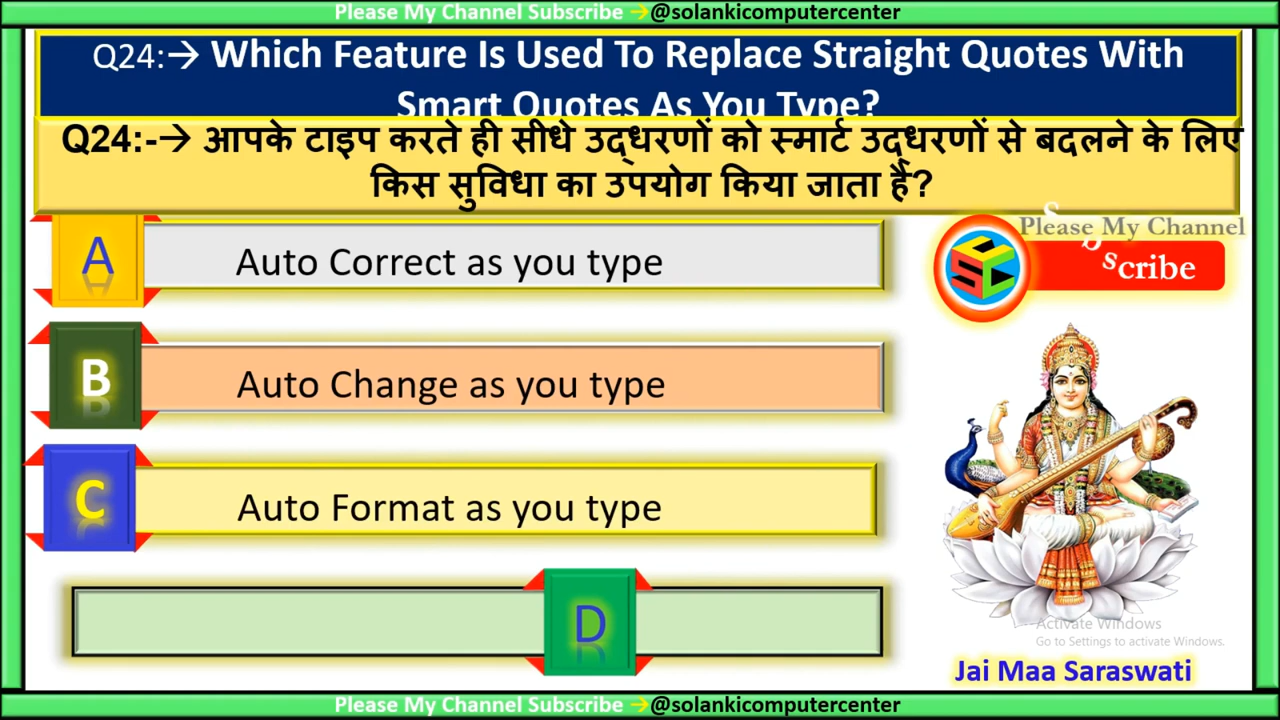 Please My Channel Subscribe →@solankicomputercenter
Q24:→ Which Feature Is Used To Replace Straight Quotes With
Smart Quotes As You Type?
Q24:-→ आपके टाइप करते ही सीधे उद्धरणों को स्मार्ट उद्धरणों से बदलने के लिए
किस सुविधा का उपयोग किया जाता है?
A Auto Correct as you type
Please My Channel
S
b
scribe
CSC
B Auto Change as you type
C Auto Format as you type
D
Activate Windows
Go to Settings to activate Windows.
Jai Maa Saraswati
Please My Channel Subscribe →@solankicomputercenter